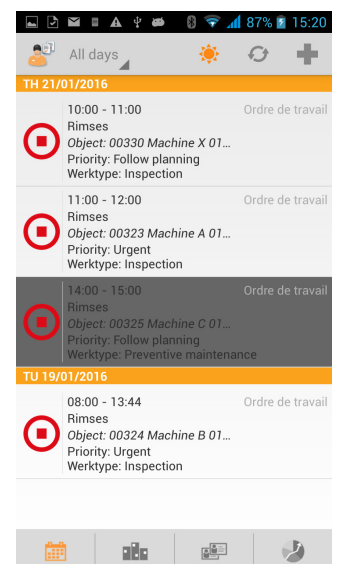 87% 15:20
All days
TH 21/01/2016
10:00 - 11:00 Ordre de travail
Rimses
Object: 00330 Machine X 01...
Priority: Follow planning
Werktype: Inspection
11:00 - 12:00 Ordre de travail
Rimses
Object: 00323 Machine A 01...
Priority: Urgent
Werktype: Inspection
14:00 - 15:00 Ordre de travail
Rimses
Object: 00325 Machine C 01...
Priority: Follow planning
Werktype: Preventive maintenance
TU 19/01/2016
08:00 - 13:44 Ordre de travail
Rimses
Object: 00324 Machine B 01...
Priority: Urgent
Werktype: Inspection